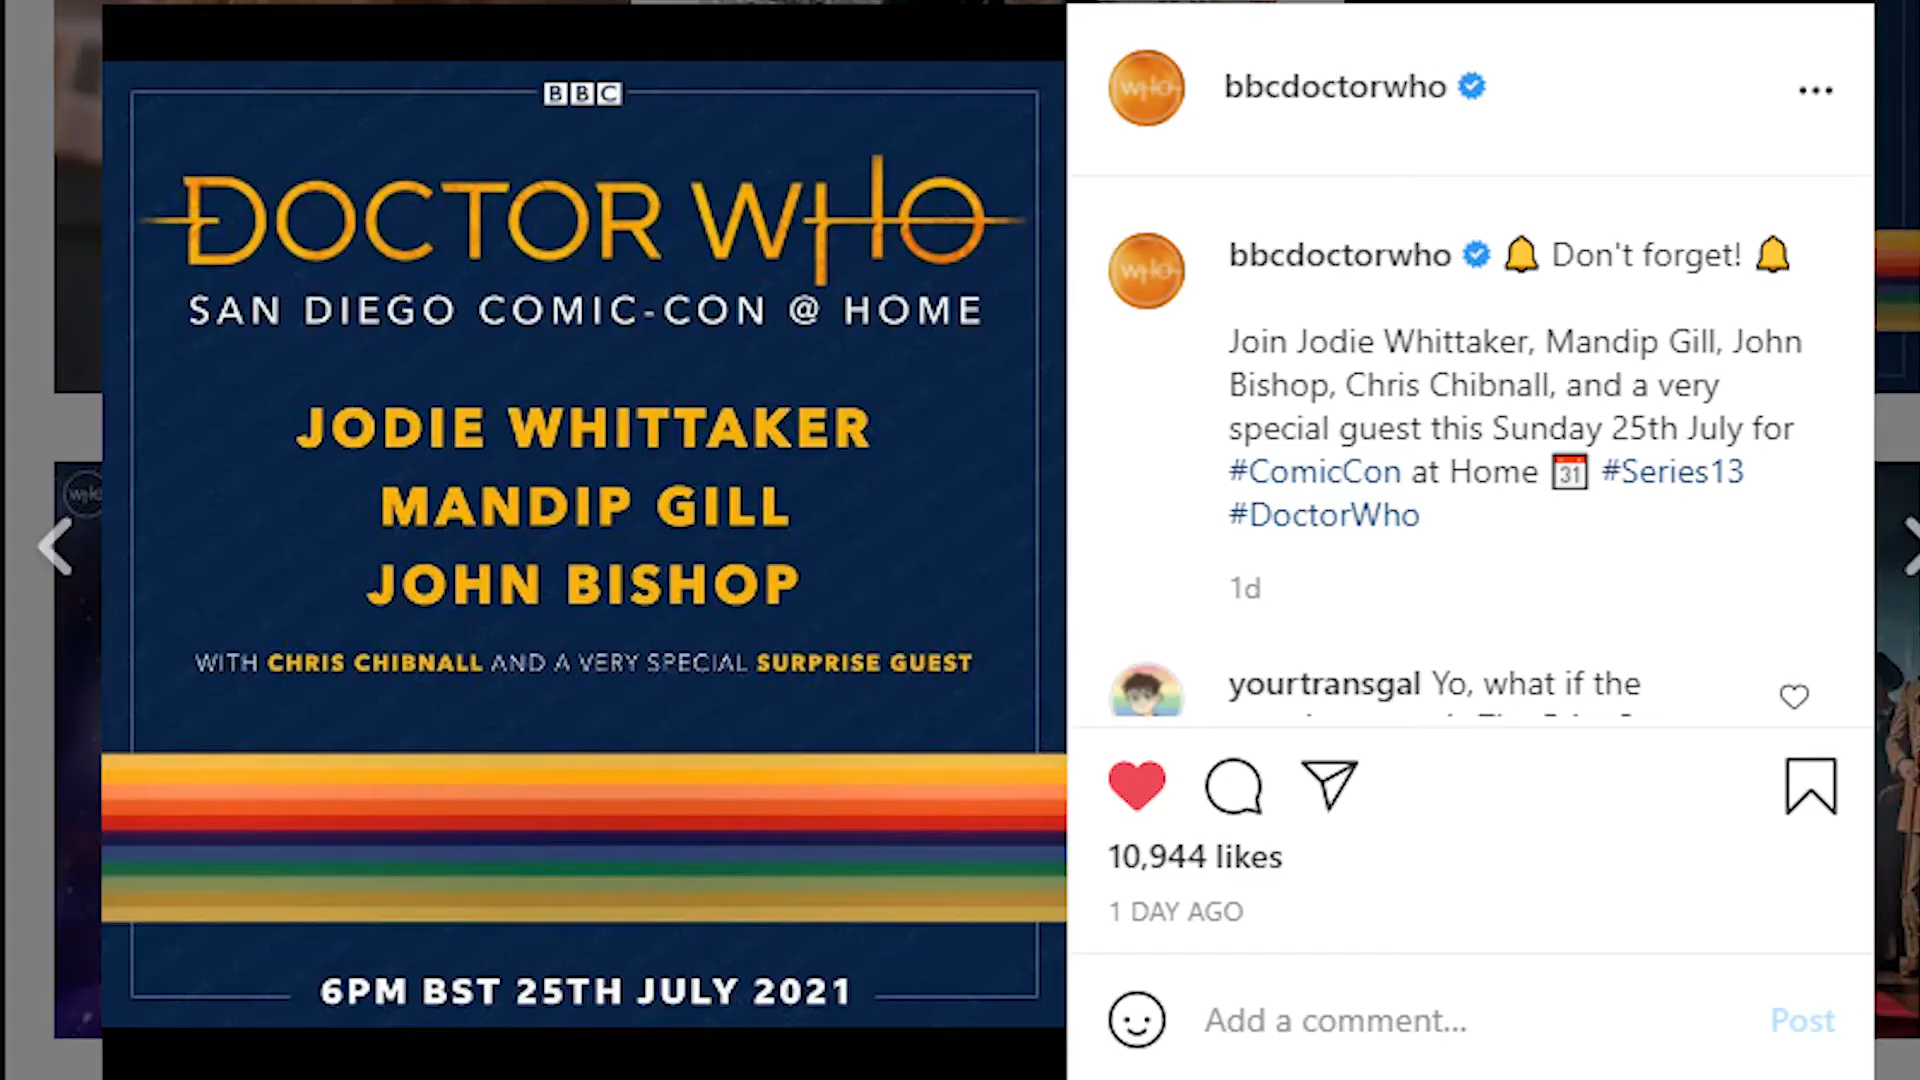 BBC
DOCTOR WHO
SAN DIEGO COMIC-CON @ HOME
JODIE WHITTAKER
MANDIP GILL
JOHN BISHOP
WITH CHRIS CHIBNALL AND A VERY SPECIAL SURPRISE GUEST
6PM BST 25TH JULY 2021
WHO
bbcdoctorwho
WHO
bbcdoctorwho 🔔 Don't forget! 🔔
Join Jodie Whittaker, Mandip Gill, John
Bishop, Chris Chibnall, and a very
special guest this Sunday 25th July for
#ComicCon at Home 📅 #Series13
#DoctorWho
1d
yourtransgal Yo, what if the
10,944 likes
1 DAY AGO
Add a comment...
Post